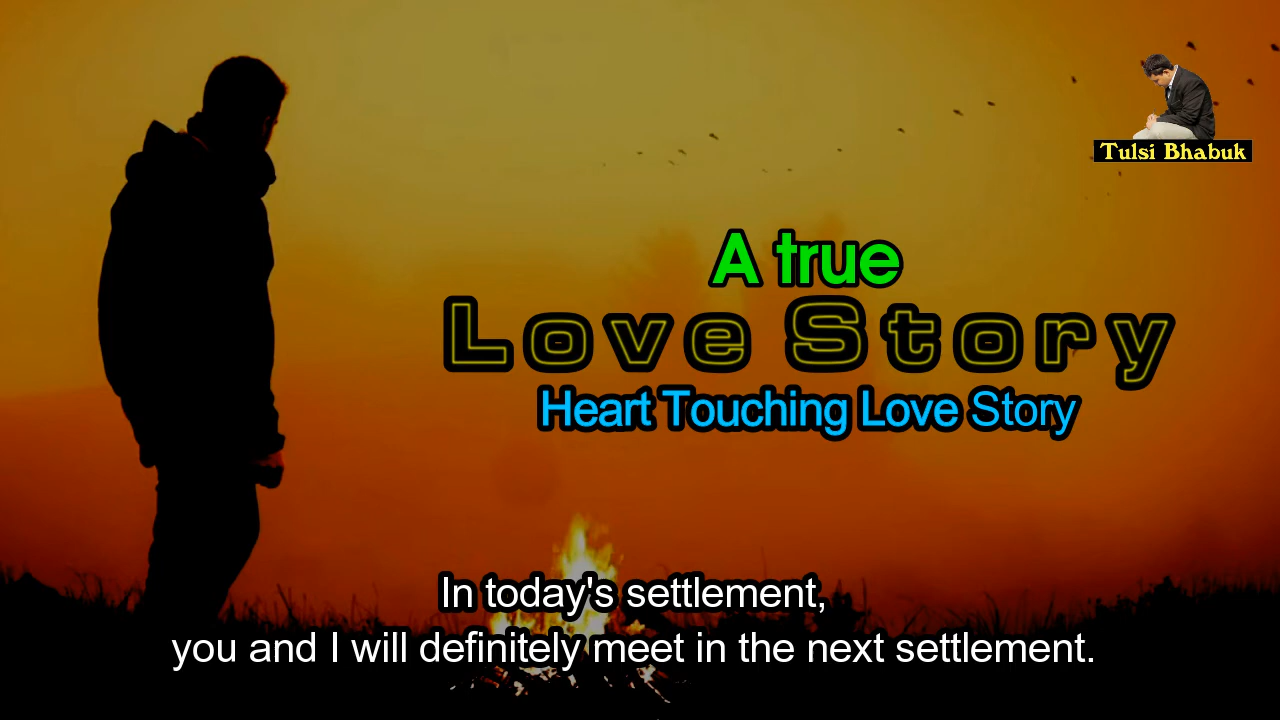 Tulsi Bhabuk
A true
Love Story
Heart Touching Love Story
In today's settlement,
you and I will definitely meet in the next settlement.